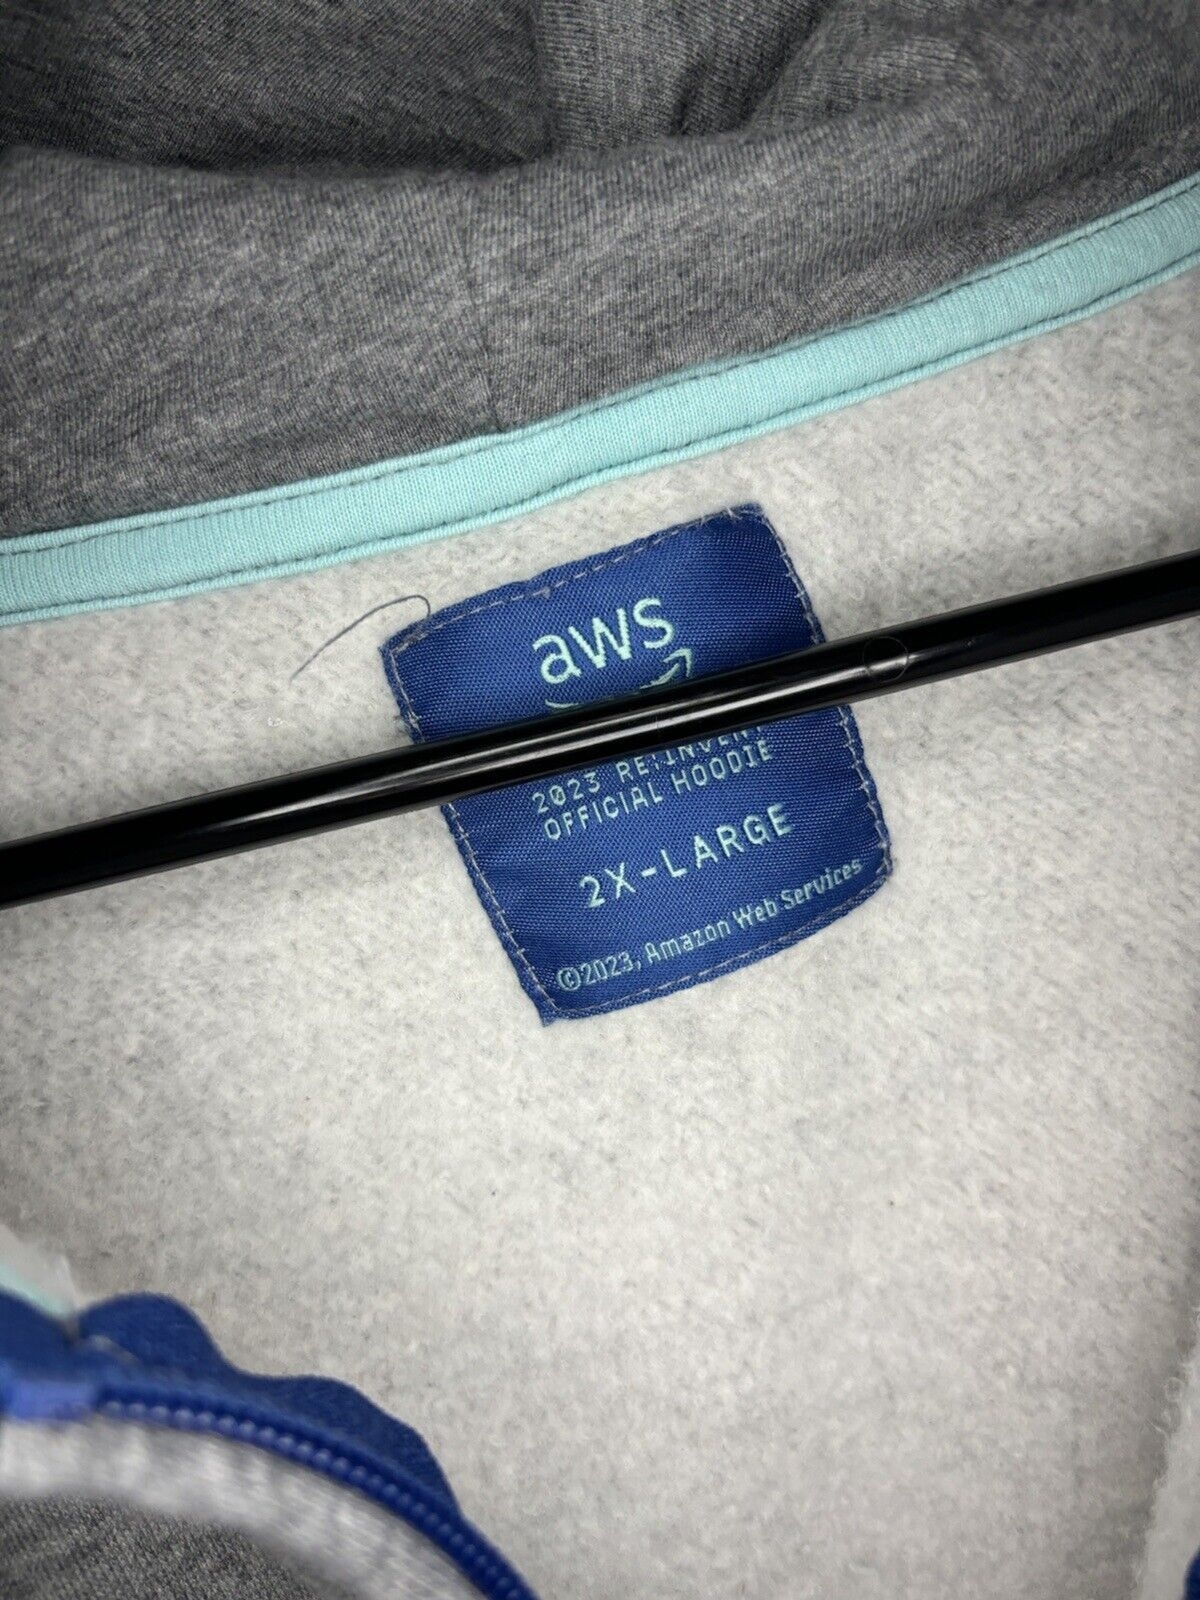 aws
2023 RE:INVENT
OFFICIAL HOODIE
2X-LARGE
©2023, Amazon Web Services